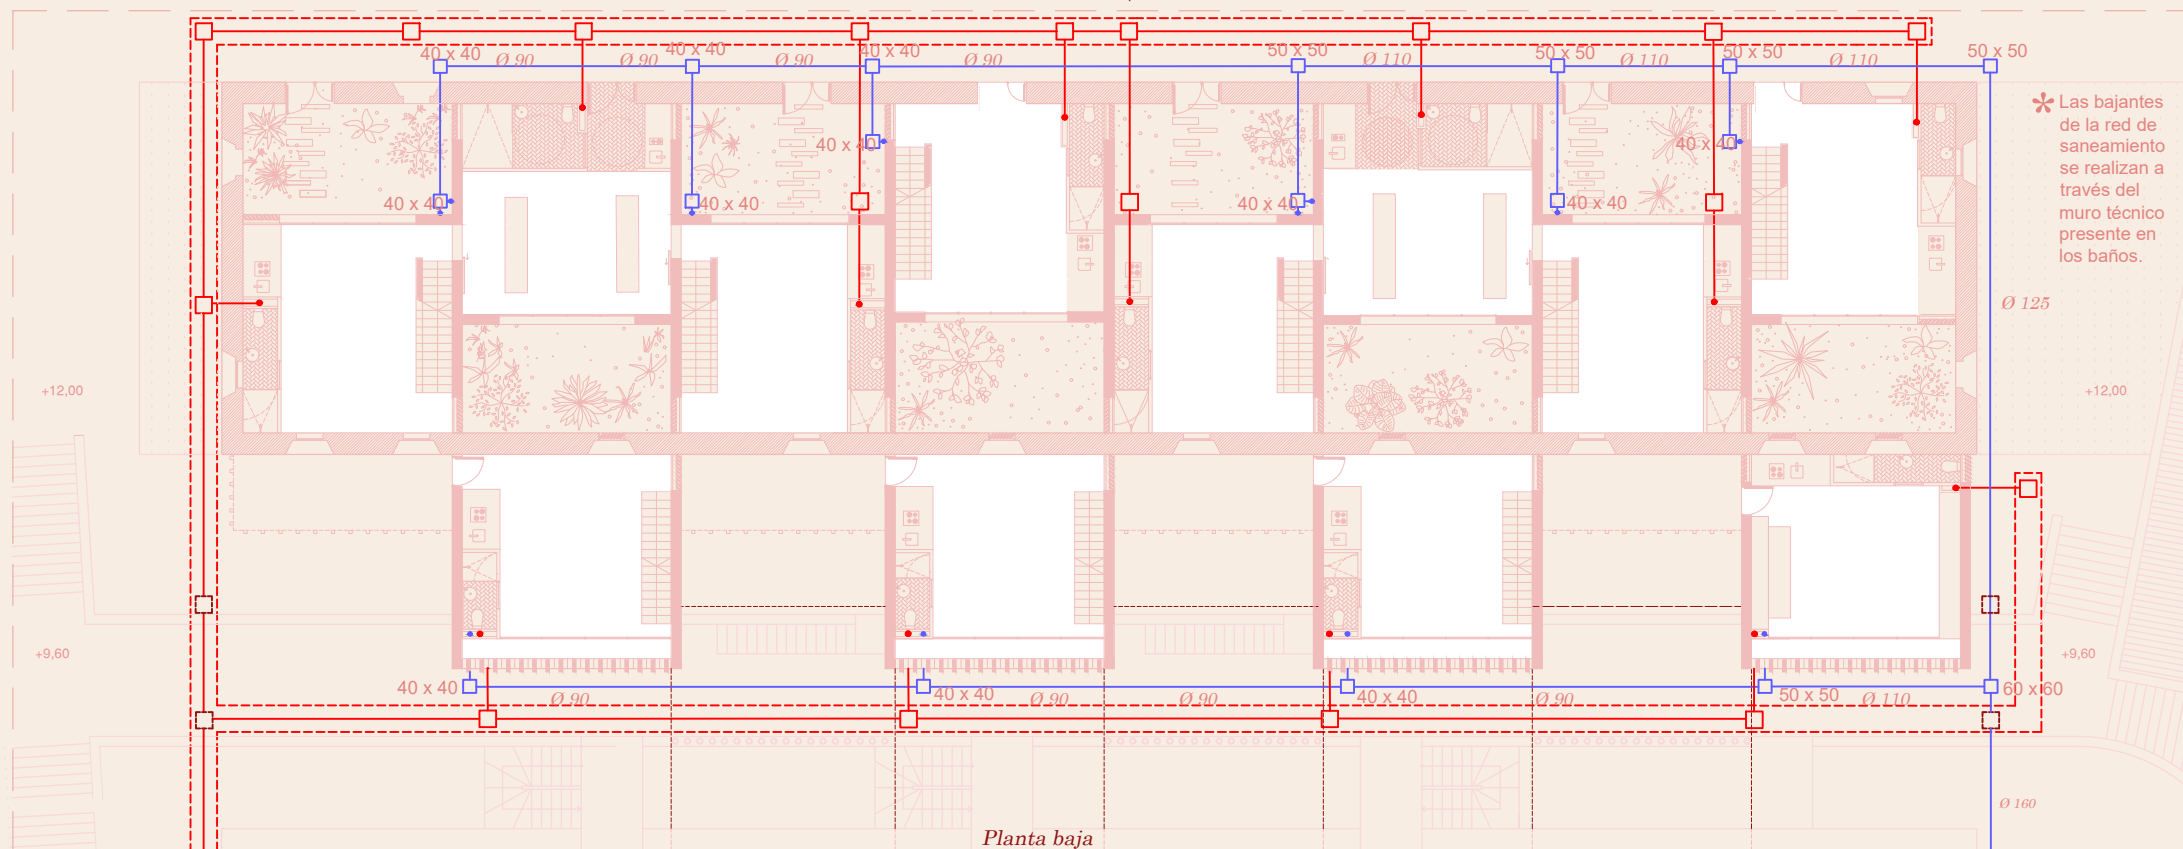 40 x 40
Ø 90
Ø 90
40 x 40
Ø 90
40 x 40
Ø 90
50 x 50
Ø 110
50 x 50
Ø 110
50 x 50
Ø 110
50 x 50
Las bajantes
de la red de
saneamiento
se realizan a
través del
muro técnico
presente en
los baños.
40 x 40
40 x 40
40 x 40
40 x 40
40 x 40
40 x 40
Ø 125
+12,00
+12,00
+9,60
+9,60
40 x 40
Ø 90
40 x 40
Ø 90
Ø 90
40 x 40
Ø 90
50 x 50
Ø 110
60 x 60
Ø 160
Planta baja